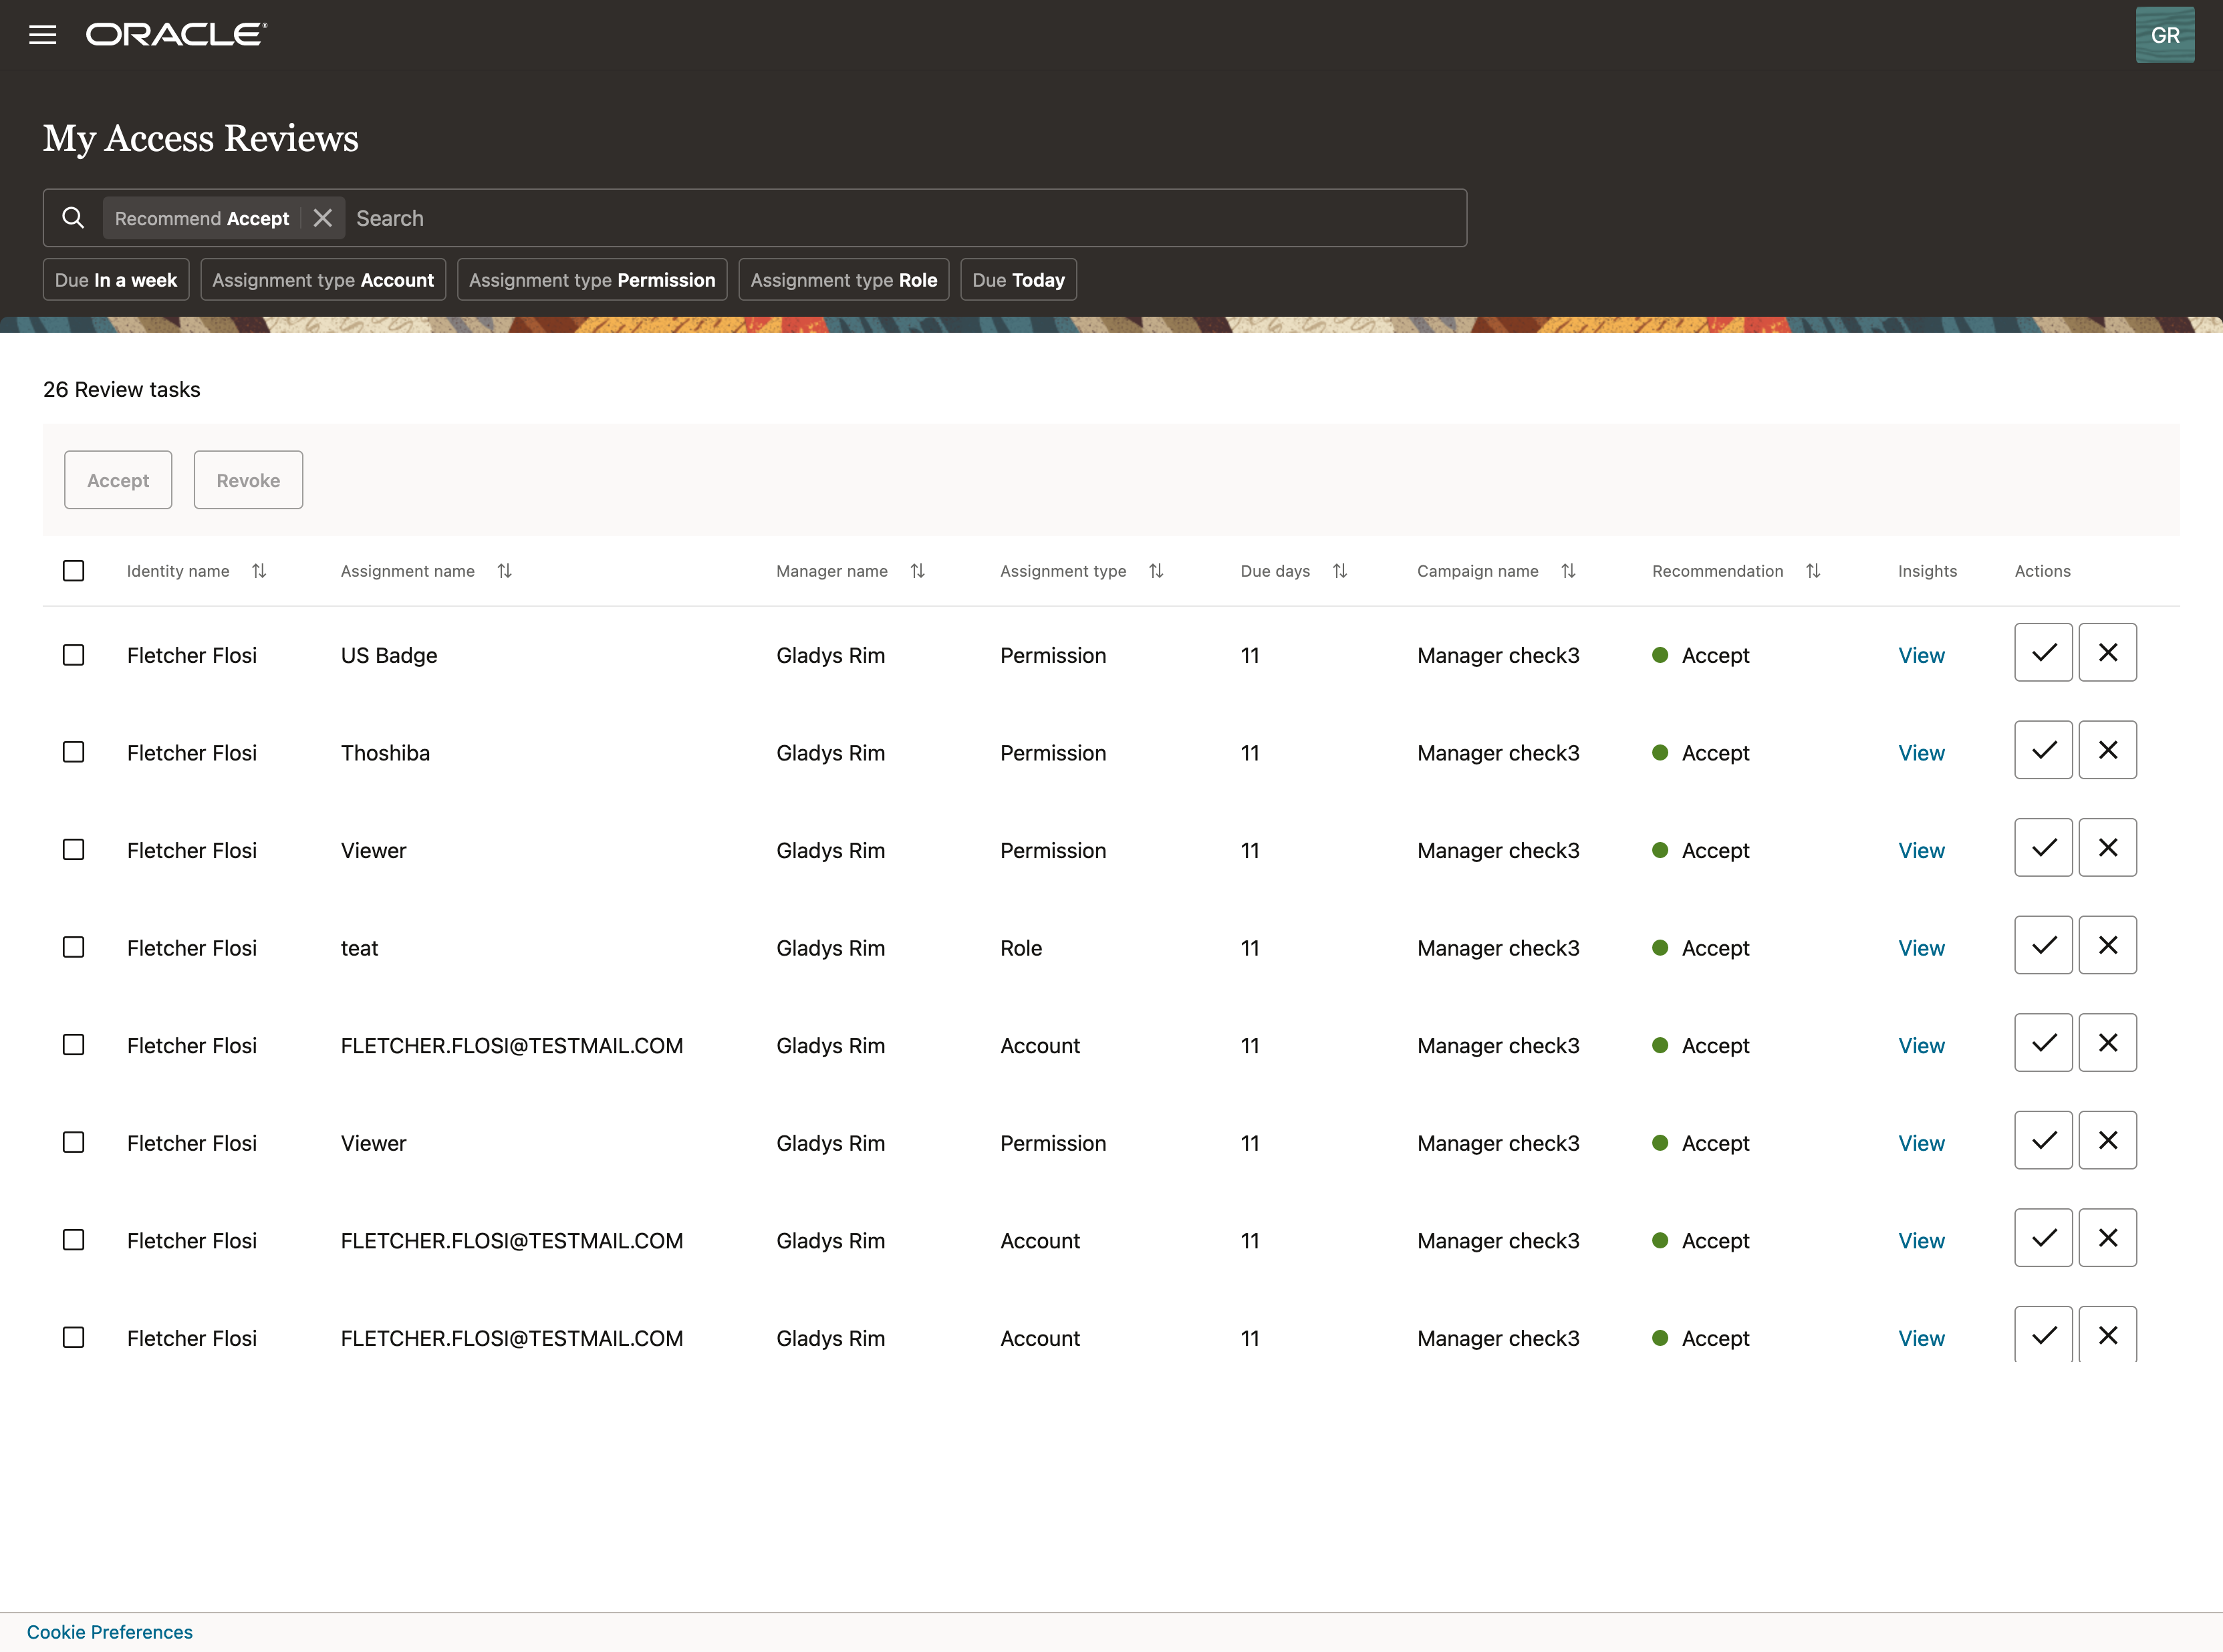 ORACLE
GR
My Access Reviews
Recommend Accept Search
Due In a week Assignment type Account Assignment type Permission Assignment type Role Due Today
26 Review tasks
Accept Revoke
Identity name Assignment name Manager name Assignment type Due days Campaign name Recommendation Insights Actions
Fletcher Flosi US Badge Gladys Rim Permission 11 Manager check3 Accept View
Fletcher Flosi Thoshiba Gladys Rim Permission 11 Manager check3 Accept View
Fletcher Flosi Viewer Gladys Rim Permission 11 Manager check3 Accept View
Fletcher Flosi teat Gladys Rim Role 11 Manager check3 Accept View
Fletcher Flosi FLETCHER.FLOSI@TESTMAIL.COM Gladys Rim Account 11 Manager check3 Accept View
Fletcher Flosi Viewer Gladys Rim Permission 11 Manager check3 Accept View
Fletcher Flosi FLETCHER.FLOSI@TESTMAIL.COM Gladys Rim Account 11 Manager check3 Accept View
Fletcher Flosi FLETCHER.FLOSI@TESTMAIL.COM Gladys Rim Account 11 Manager check3 Accept View
Cookie Preferences